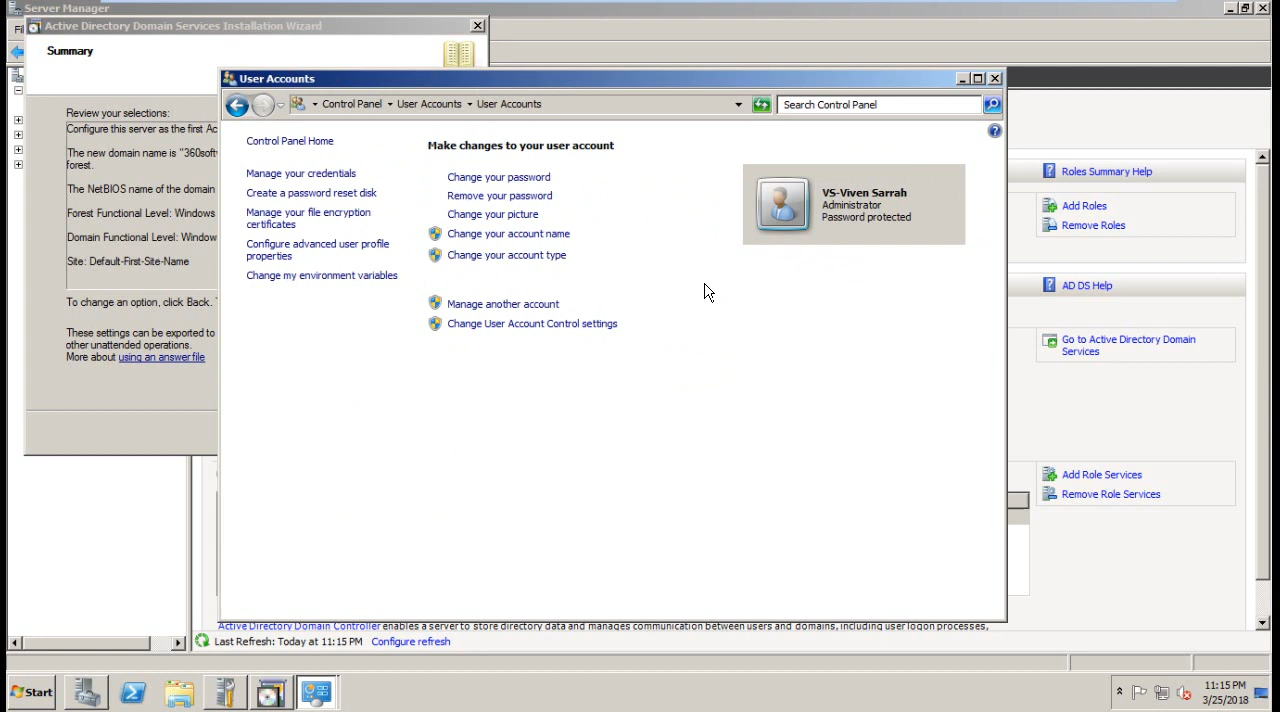 Server Manager
Fi
Active Directory Domain Services Installation Wizard
Summary
Review your selections:
Configure this server as the first Ac
The new domain name is "360soft
forest.
The NetBIOS name of the domain
Forest Functional Level: Windows
Domain Functional Level: Window
Site: Default-First-Site-Name
To change an option, click Back.
These settings can be exported to
other unattended operations.
More about using an answer file
User Accounts
Control Panel
User Accounts
User Accounts
Search Control Panel
Control Panel Home
Manage your credentials
Create a password reset disk
Manage your file encryption
certificates
Configure advanced user profile
properties
Change my environment variables
Make changes to your user account
Change your password
Remove your password
Change your picture
Change your account name
Change your account type
Manage another account
Change User Account Control settings
VS-Viven Sarrah
Administrator
Password protected
Roles Summary Help
Add Roles
Remove Roles
AD DS Help
Go to Active Directory Domain
Services
Add Role Services
Remove Role Services
Active Directory Domain Controller enables a server to store directory data and manages communication between users and domains, including user logon processes,
Last Refresh: Today at 11:15 PM Configure refresh
Start
11:15 PM
3/25/2018